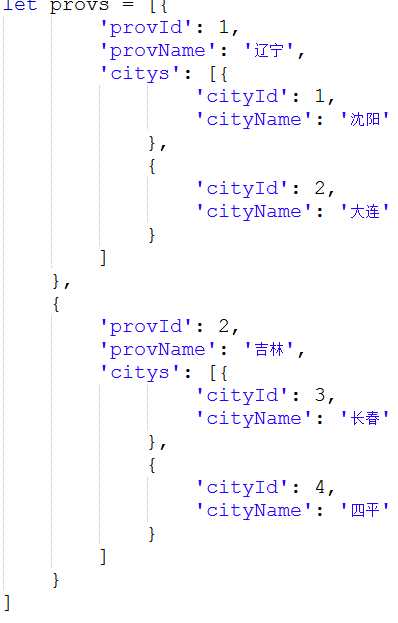 let provs = [{
'provId': 1,
'provName': '辽宁',
'citys': [{
'cityId': 1,
'cityName': '沈阳'
},
{
'cityId': 2,
'cityName': '大连'
}
]
},
{
'provId': 2,
'provName': '吉林',
'citys': [{
'cityId': 3,
'cityName': '长春'
},
{
'cityId': 4,
'cityName': '四平'
}
]
}
]